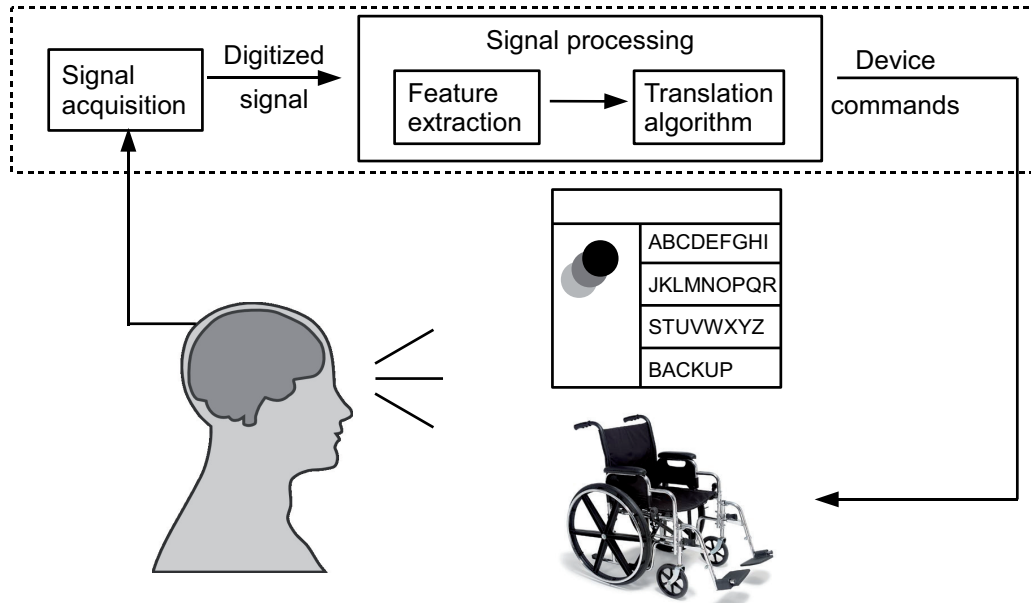 Signal
acquisition
Digitized
signal
Signal processing
Feature
extraction
Translation
algorithm
Device
commands
ABCDEFGHI
JKLMNOPQR
STUVWXYZ
BACKUP